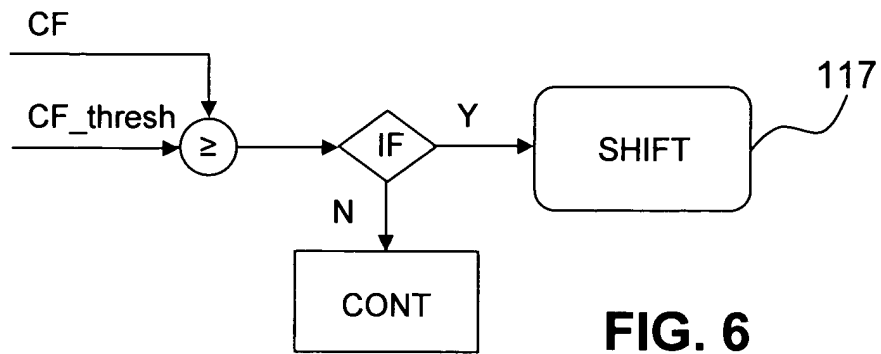 CF
117
CF_thresh
≥
IF
Y
SHIFT
N
CONT
FIG. 6